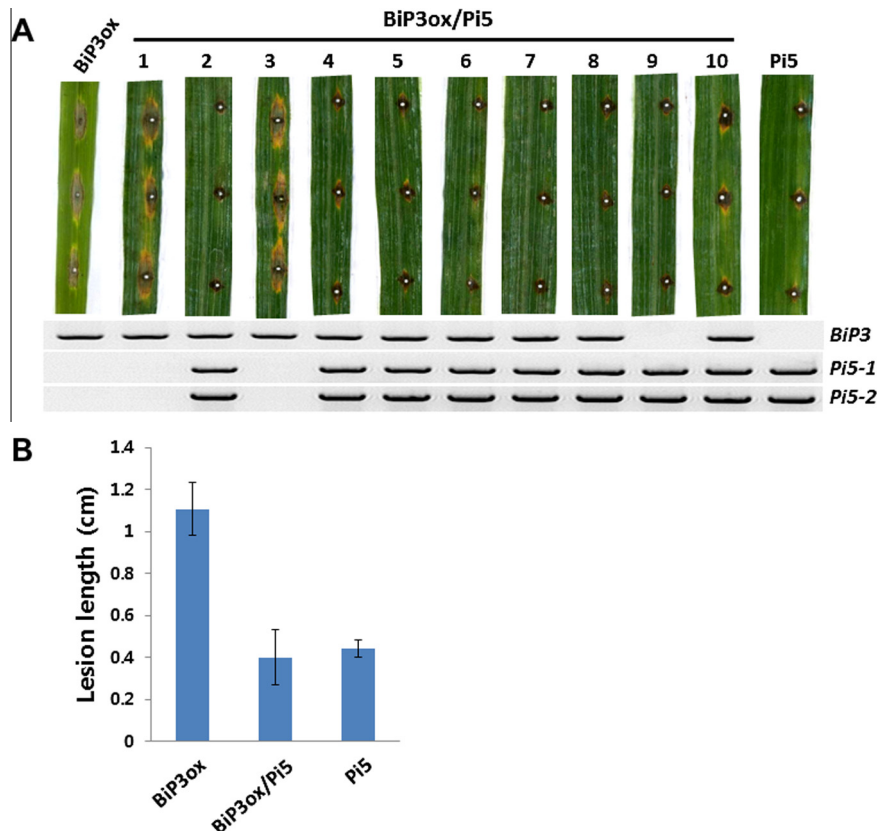 A
BiP3ox/Pi5
BiP3ox
1 2 3 4 5 6 7 8 9 10 Pi5
BiP3
Pi5-1
Pi5-2
B
Lesion length (cm)
1.4
1.2
1
0.8
0.6
0.4
0.2
0
BiP3ox
BiP3ox/Pi5
Pi5